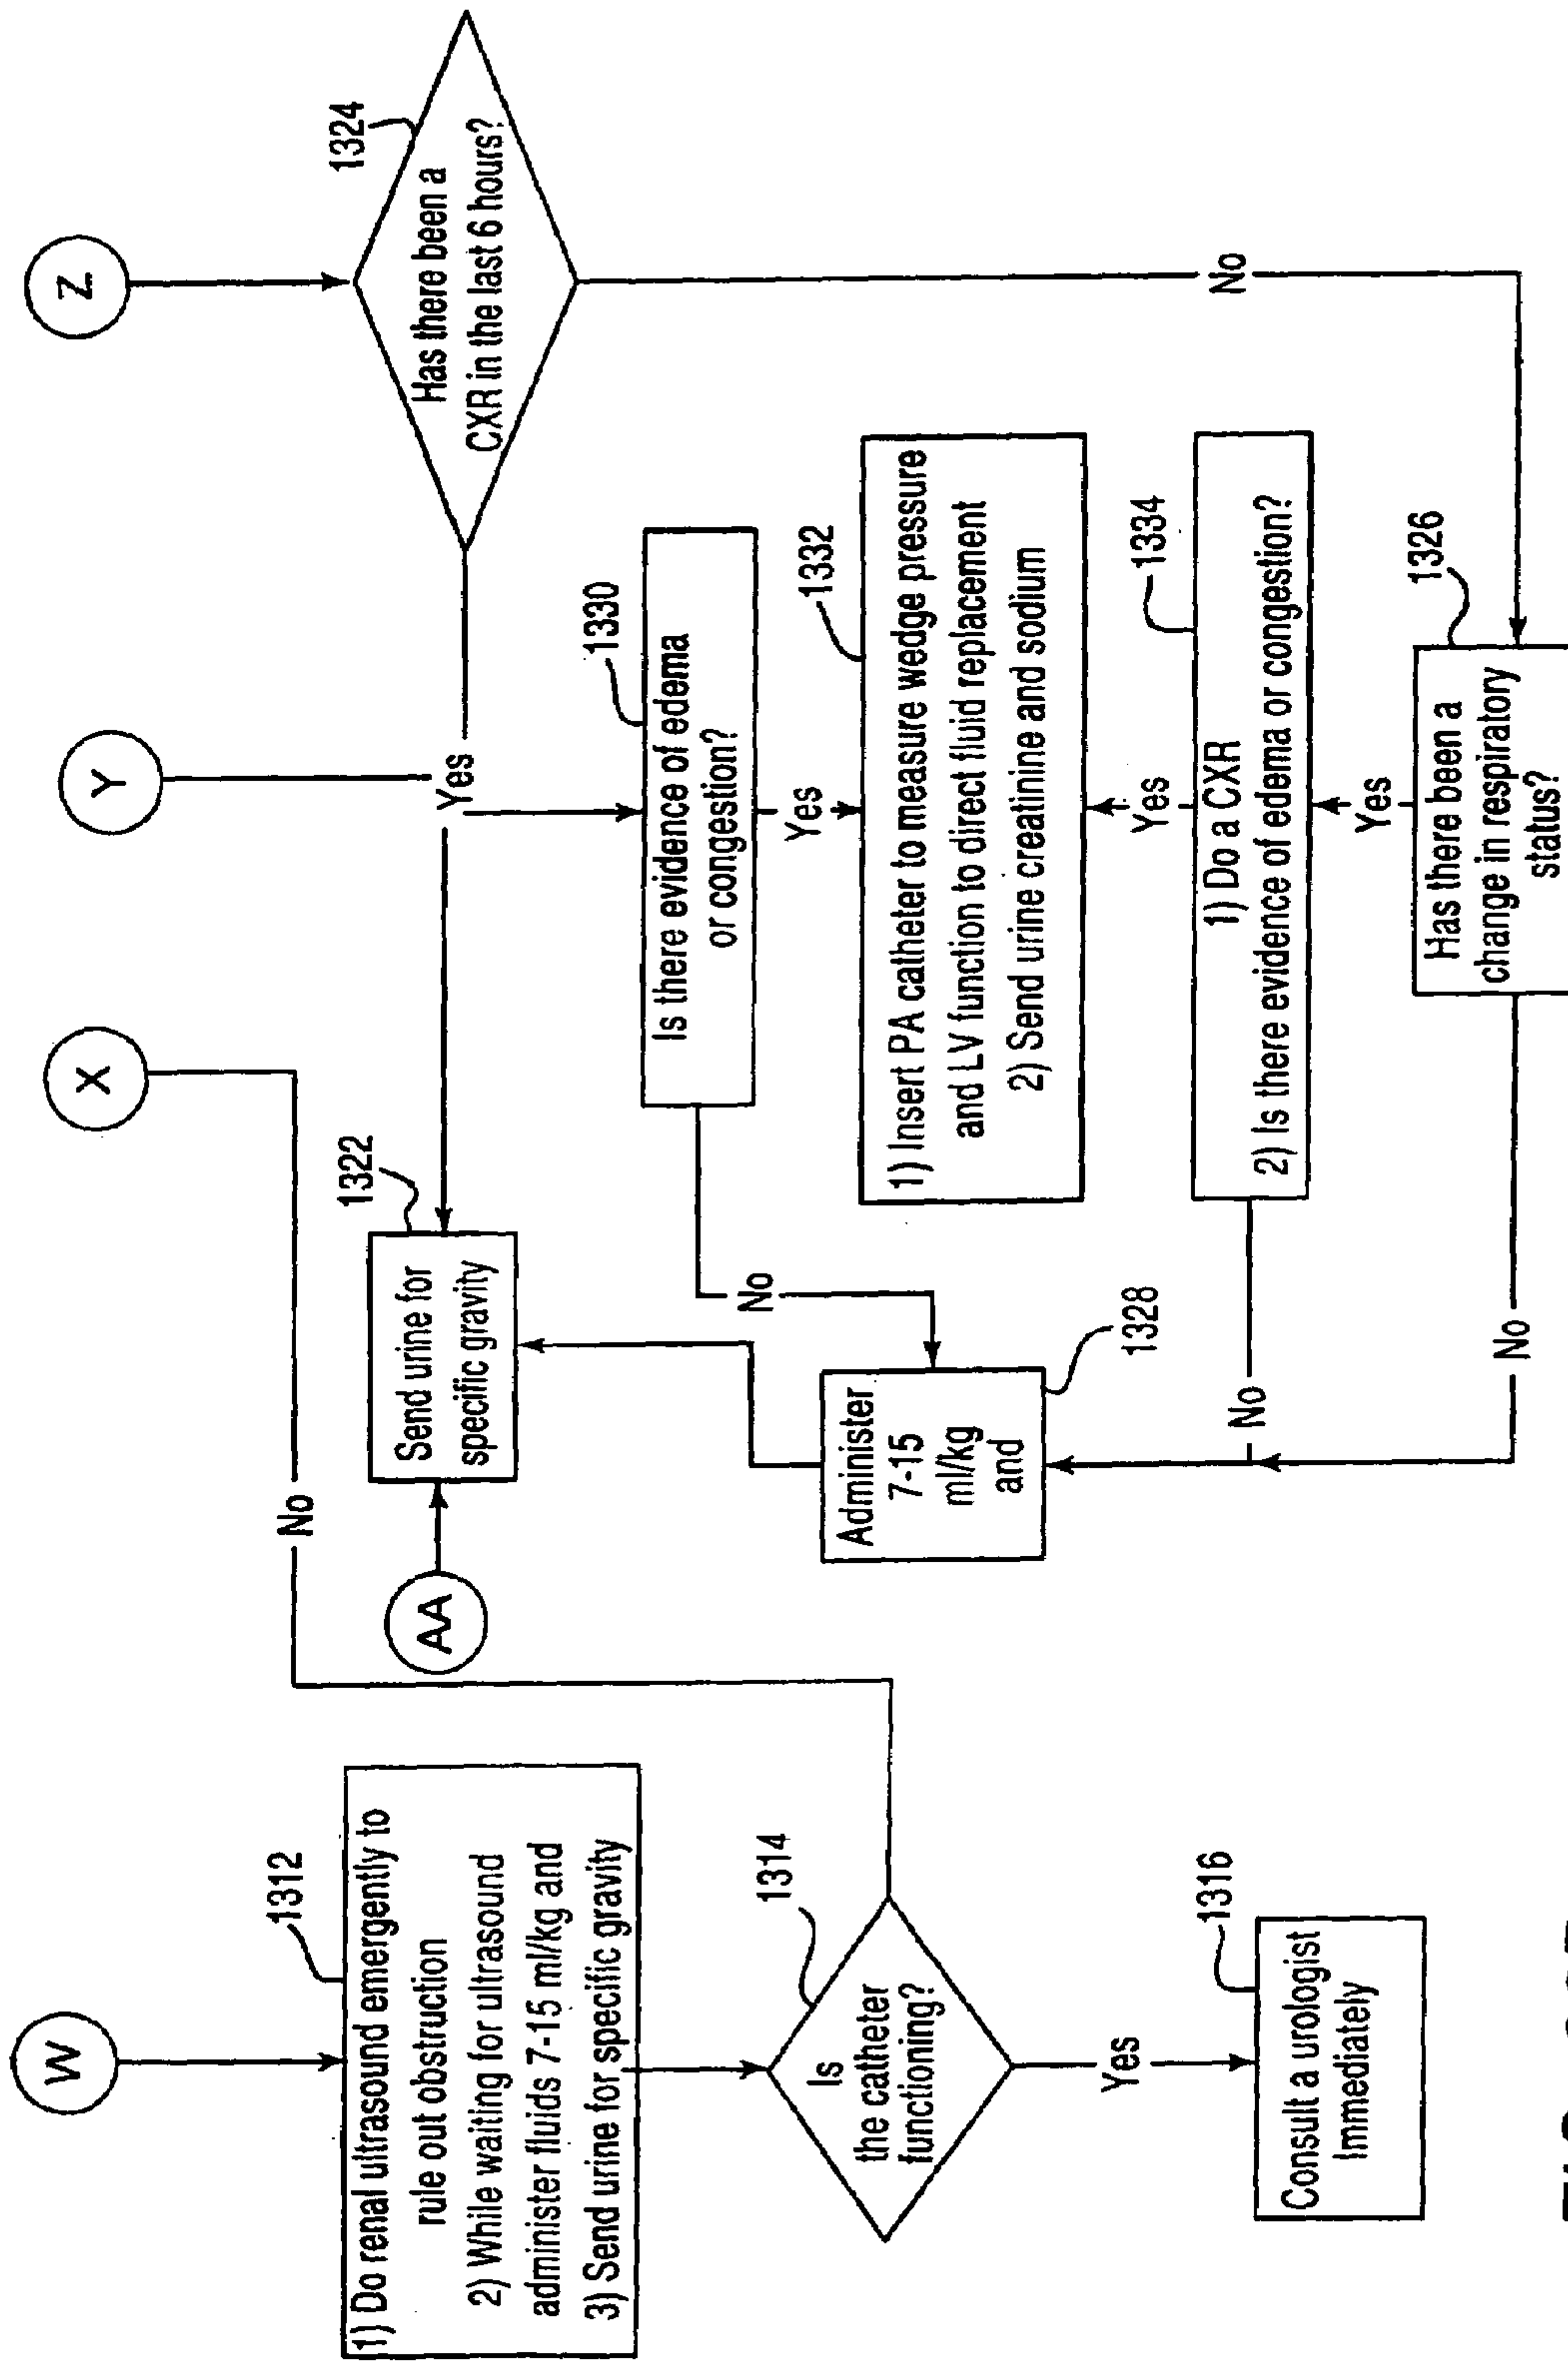 W
X
Y
Z
1312
1) Do renal ultrasound emergently to
rule out obstruction
2) While waiting for ultrasound
administer fluids 7-15 ml/kg and
3) Send urine for specific gravity
1314
Is
the catheter
functioning?
No
Yes
1316
Consult a urologist
Immediately
AA
1322
Send urine for
specific gravity
1324
Has there been a
CXR in the last 6 hours?
Yes
No
1330
Is there evidence of edema
or congestion?
No
Yes
1328
Administer
7-15
ml/kg
and
1332
1) Insert PA catheter to measure wedge pressure
and LV function to direct fluid replacement
2) Send urine creatinine and sodium
Yes
1334
1) Do a CXR
2) Is there evidence of edema or congestion?
No
Yes
1326
Has there been a
change in respiratory
status?
No